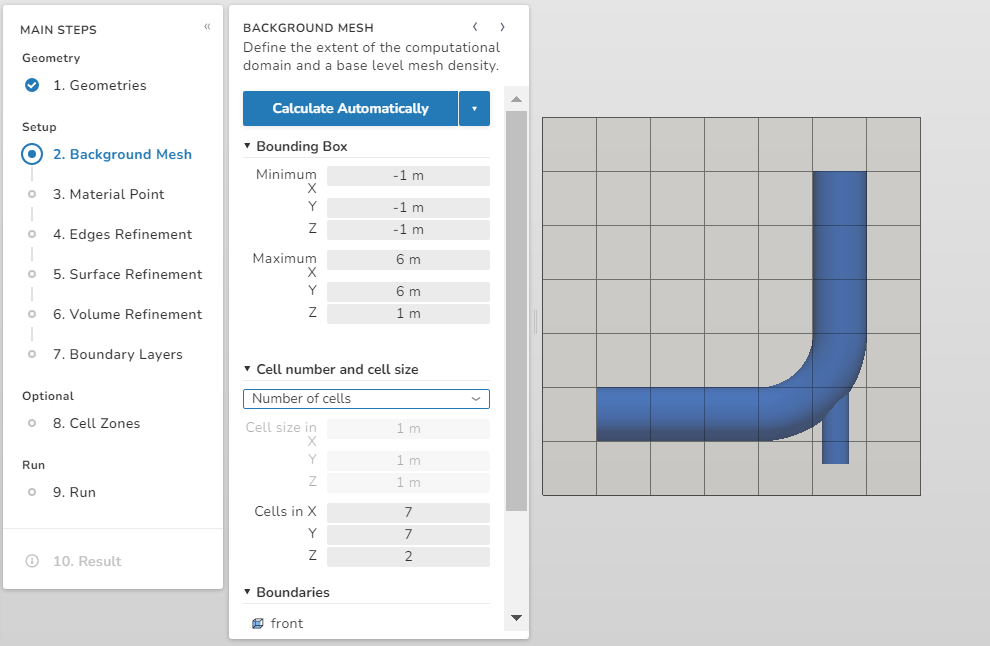 MAIN STEPS
«
Geometry
1. Geometries
Setup
2. Background Mesh
3. Material Point
4. Edges Refinement
5. Surface Refinement
6. Volume Refinement
7. Boundary Layers
Optional
8. Cell Zones
Run
9. Run
10. Result
BACKGROUND MESH
Define the extent of the computational
domain and a base level mesh density.
Calculate Automatically
Bounding Box
Minimum X -1 m
Y -1 m
Z -1 m
Maximum X 6 m
Y 6 m
Z 1 m
Cell number and cell size
Number of cells
Cell size in X 1 m
Y 1 m
Z 1 m
Cells in X 7
Y 7
Z 2
Boundaries
front